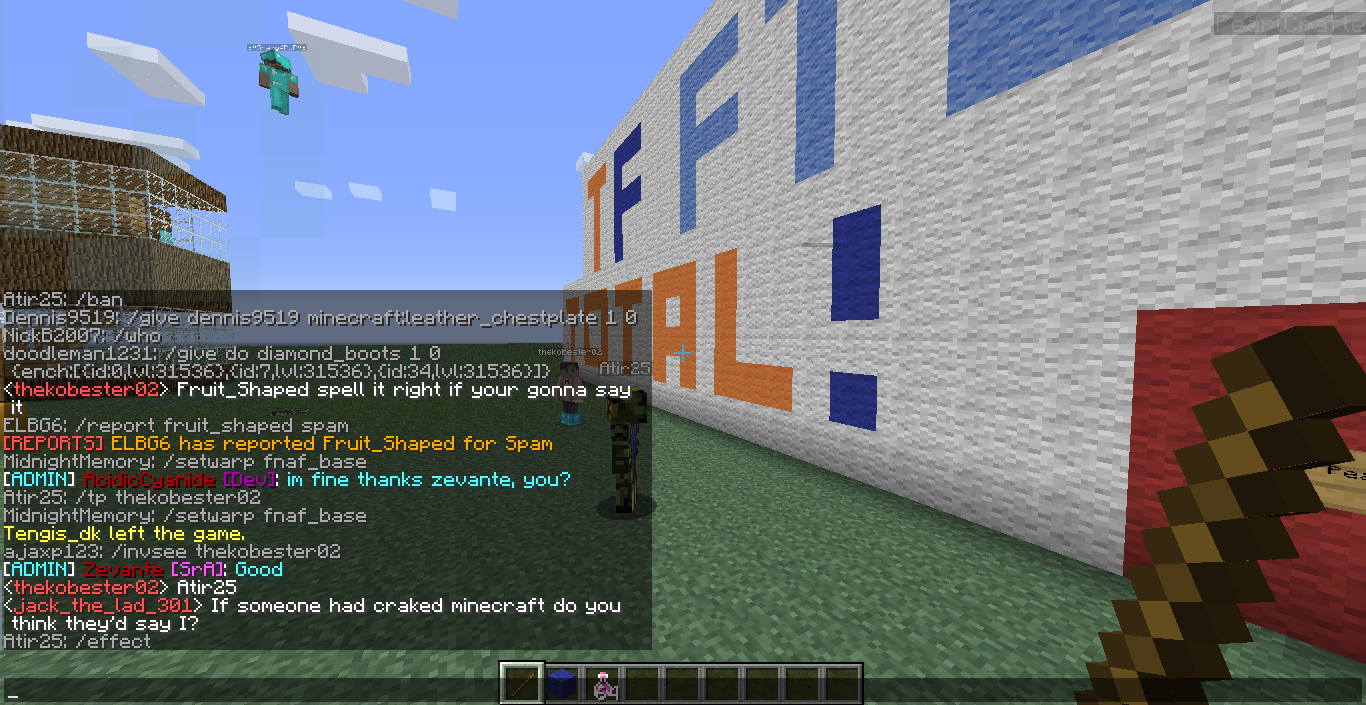 PearlCrafte
TF
FT
TOTAL!
Atir25: /ban
Dennis9519: /give dennis9519 minecraft:leather_chestplate 1 0
NickB2007: /who
doodleman1231: /give do diamond_boots 1 0
{ench:[{id:0,lvl:31536},{id:7,lvl:31536},{id:34,lvl:31536}]}
thekobester02
Atir25
<thekobester02> Fruit_Shaped spell it right if your gonna say
it
ELBG6: /report fruit_shaped spam
[REPORTS] ELBG6 has reported Fruit_Shaped for Spam
MidnightMemory: /setwarp fnaf_base
[ADMIN] AcidicCyanide [Dev]: im fine thanks zevante, you?
Atir25: /tp thekobester02
MidnightMemory: /setwarp fnaf_base
Tengis_dk left the game.
ajaxp123: /invsee thekobester02
[ADMIN] Zevante [SrA]: Good
<thekobester02> Atir25
<jack_the_lad_301> If someone had craked minecraft do you
think they'd say I?
Atir25: /effect
_
64